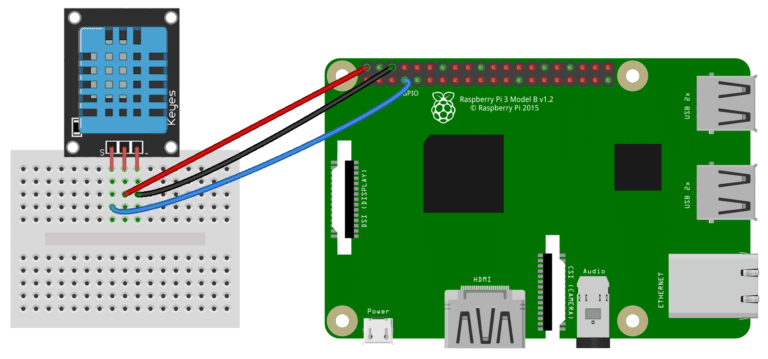 Keyes
S
-
GPIO
Raspberry Pi 3 Model B v1.2
© Raspberry Pi 2015
USB 2x
DSI (DISPLAY)
USB 2x
HDMI
CSI (CAMERA)
Audio
ETHERNET
Power